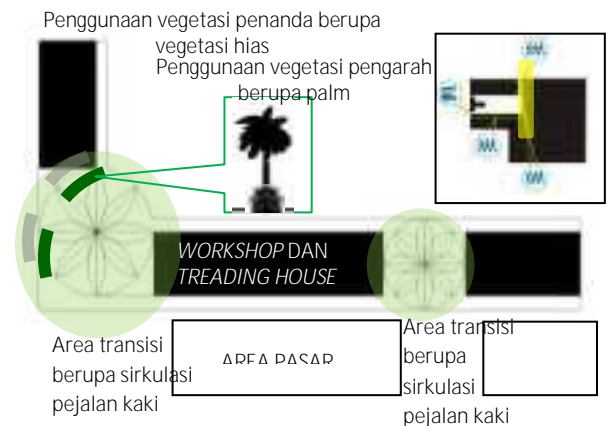 Penggunaan vegetasi penanda berupa
vegetasi hias
Penggunaan vegetasi pengarah
berupa palm
WORKSHOP DAN
TREADING HOUSE
AREA PASAR
Area transisi
berupa sirkulasi
pejalan kaki
Area transisi
berupa
sirkulasi
pejalan kaki